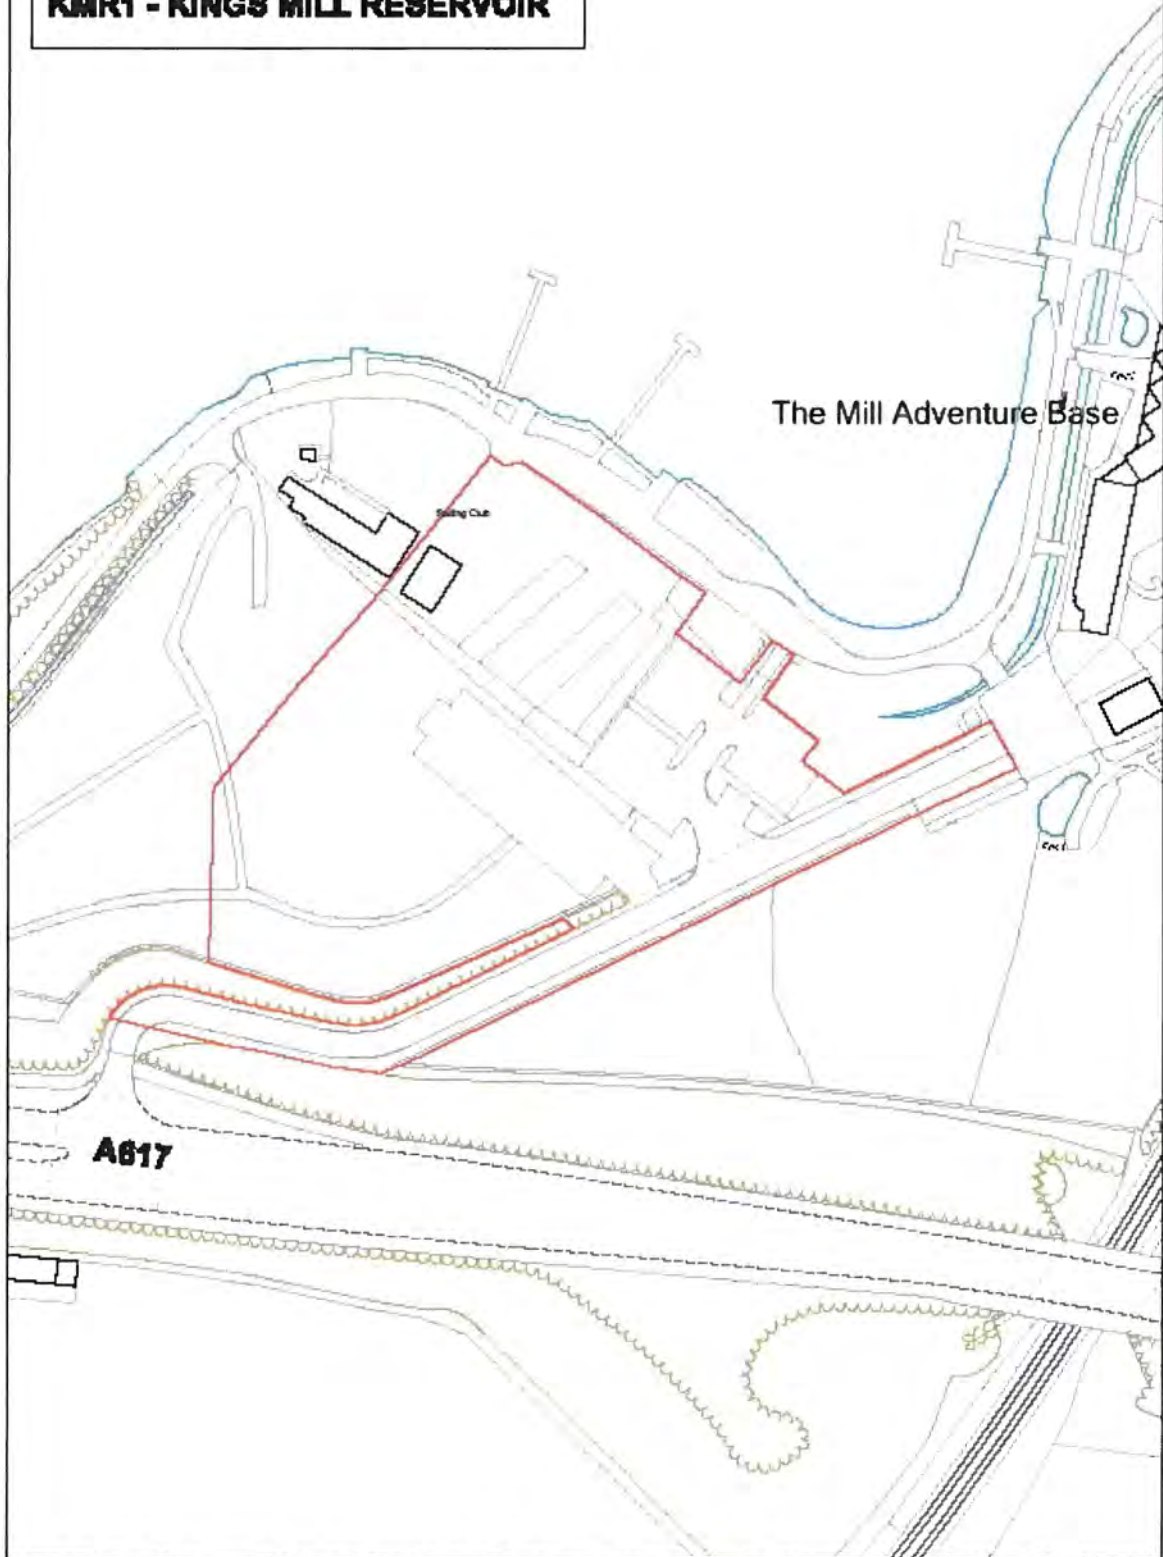 KMR1 - KINGS MILL RESERVOIR
The Mill Adventure Base
Sailing Club
A617